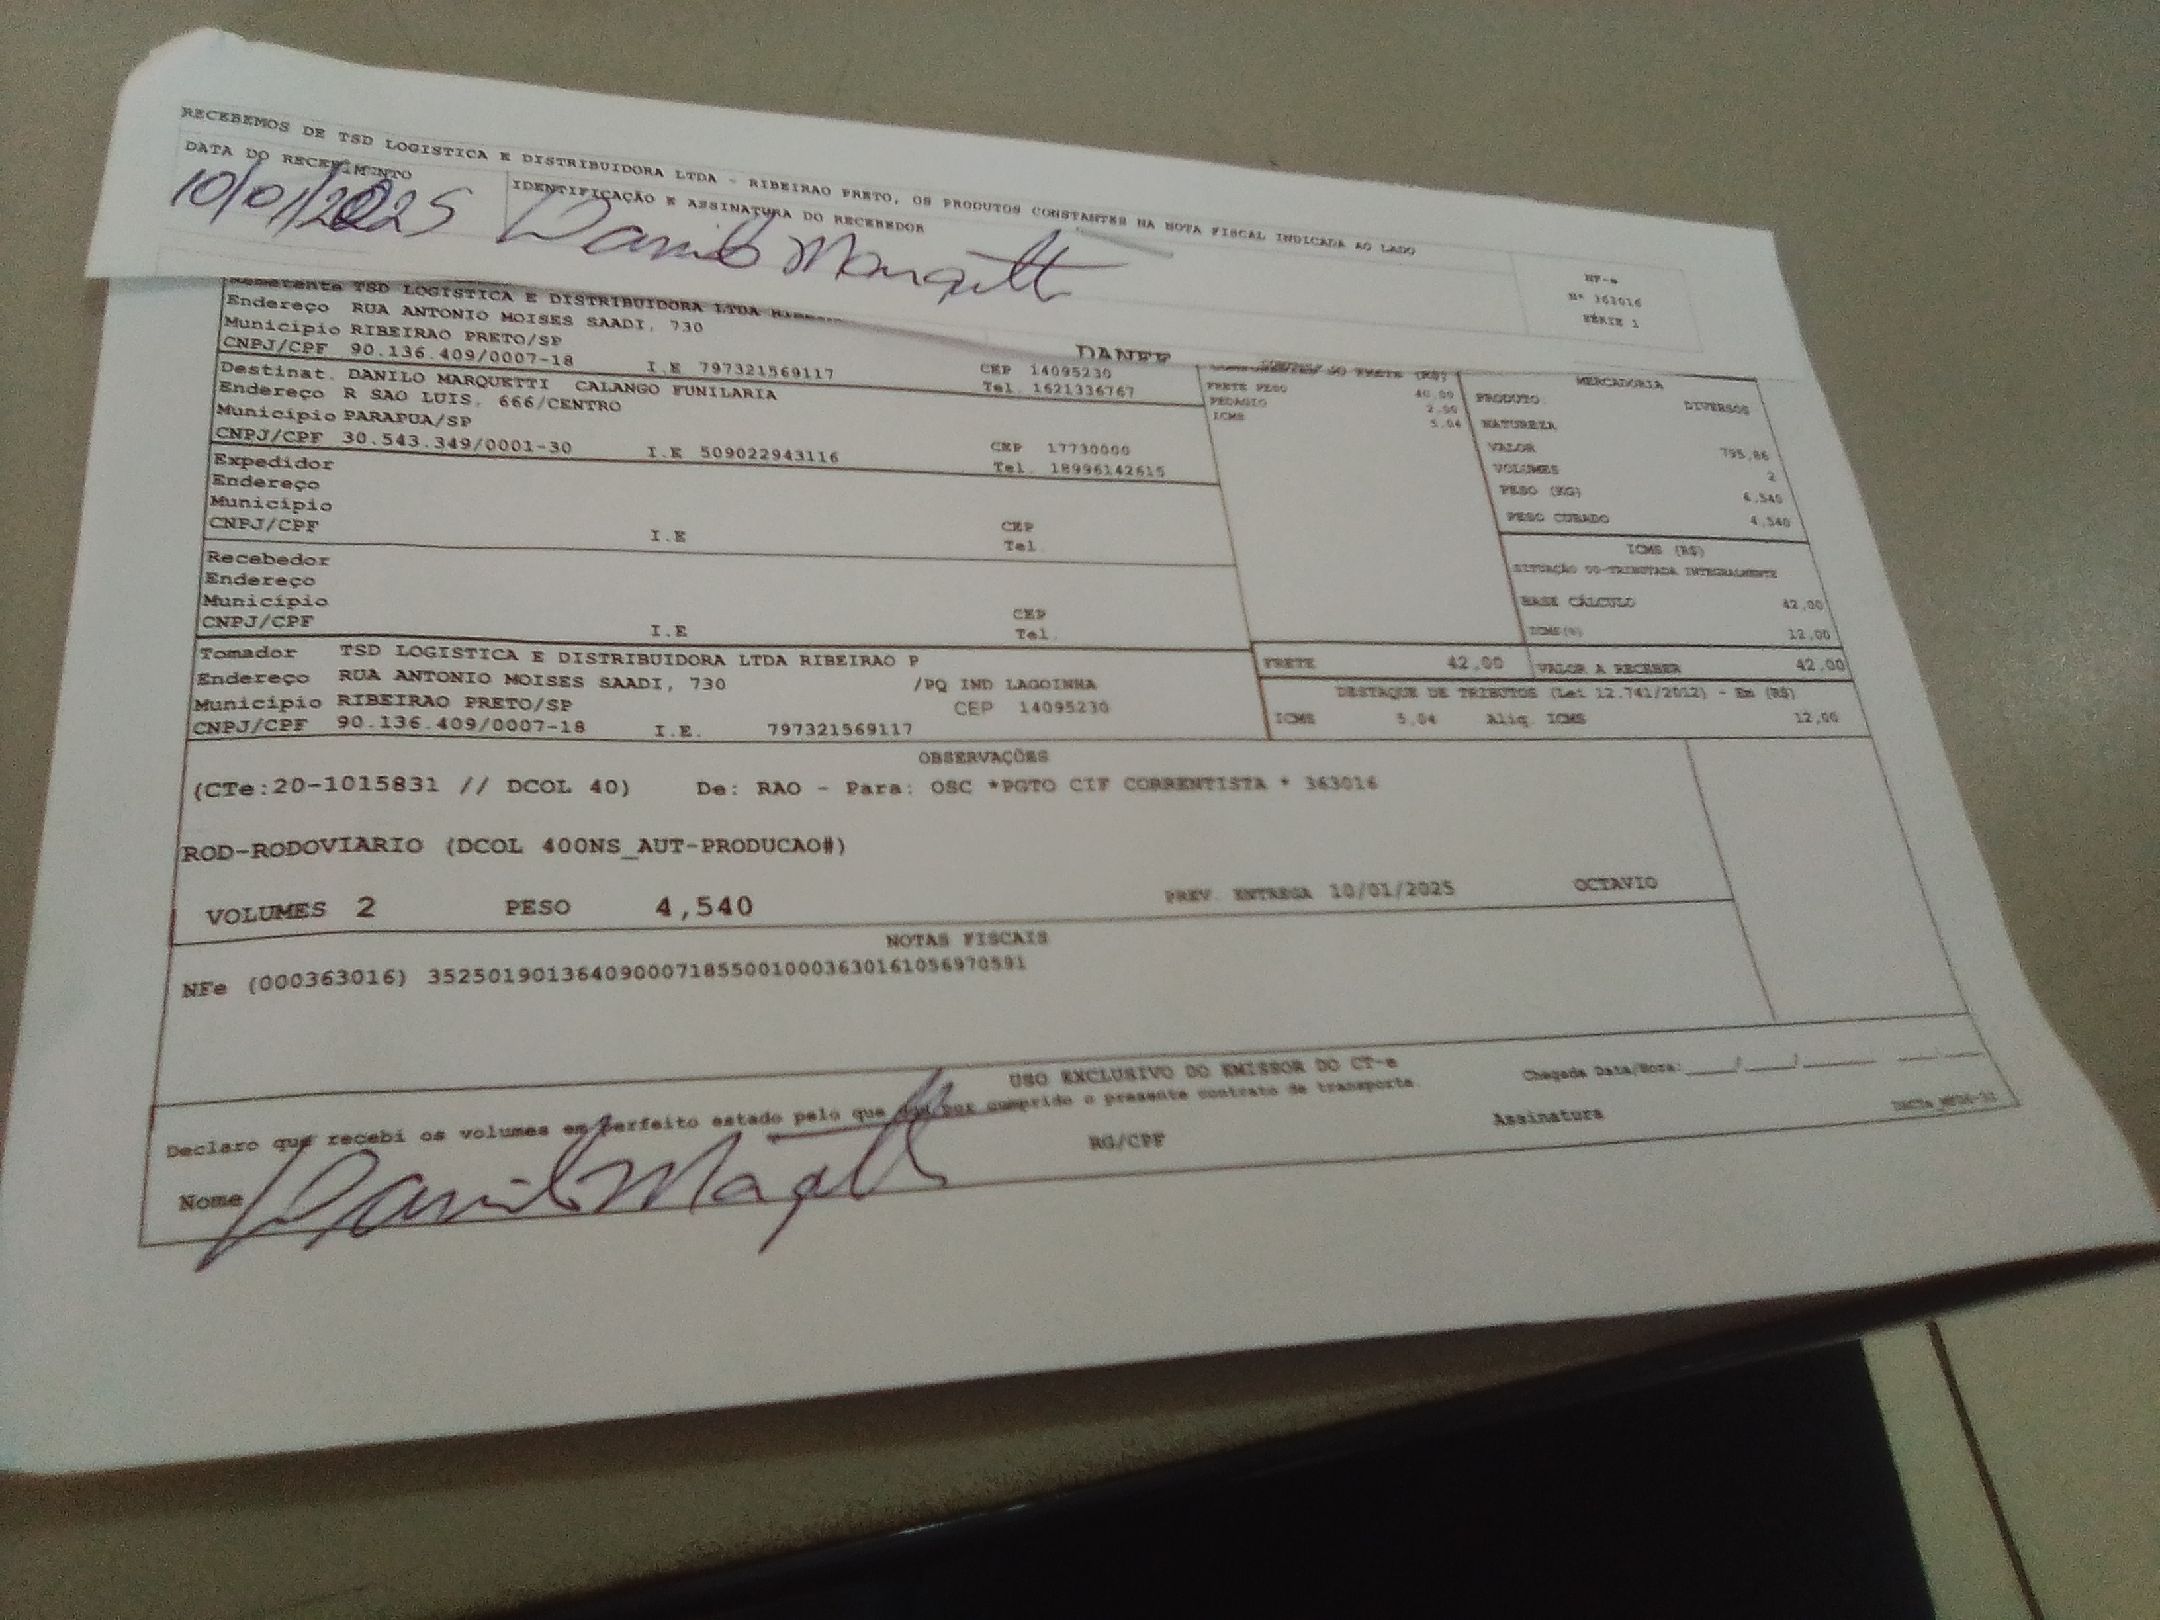 RECEBEMOS DE TSD LOGISTICA E DISTRIBUIDORA LTDA - RIBEIRAO PRETO, OS PRODUTOS CONSTANTES NA NOTA FISCAL INDICADA AO LADO
DATA DO RECEBIMENTO
IDENTIFICAÇÃO E ASSINATURA DO RECEBEDOR
10/01/2025
Danilo Marquetti
NF-e
Nº 363016
SÉRIE 1
Remetente TSD LOGISTICA E DISTRIBUIDORA LTDA
Endereço RUA ANTONIO MOISES SAADI, 730
Município RIBEIRAO PRETO/SP
CNPJ/CPF 90.136.409/0007-18 I.E 797321569117
CEP 14095230
Tel. 1621336767
DANFE
Destinat. DANILO MARQUETTI CALANGO FUNILARIA
Endereço R SAO LUIS, 666/CENTRO
Município PARAPUA/SP
CNPJ/CPF 30.543.349/0001-30 I.E 509022943116
CEP 17730000
Tel. 18996142615
Expedidor
Endereço
Município
CNPJ/CPF I.E
CEP
Tel.
Recebedor
Endereço
Município
CNPJ/CPF I.E
CEP
Tel.
Tomador TSD LOGISTICA E DISTRIBUIDORA LTDA RIBEIRAO P
Endereço RUA ANTONIO MOISES SAADI, 730 /PQ IND LAGOINHA
Município RIBEIRAO PRETO/SP CEP 14095230
CNPJ/CPF 90.136.409/0007-18 I.E. 797321569117
DO FRETE (R$)
FRETE PESO 40,00
PEDAGIO 2,00
ICMS 5,04
MERCADORIA
PRODUTO DIVERSOS
NATUREZA
VALOR 795,86
VOLUMES 2
PESO (KG) 4,540
PESO CUBADO 4,540
ICMS (R$)
SITUAÇÃO 00-TRIBUTADA INTEGRALMENTE
BASE CÁLCULO 42,00
ICMS(%) 12,00
FRETE 42,00 VALOR A RECEBER 42,00
DESTAQUE DE TRIBUTOS (Lei 12.741/2012) - Em (R$)
ICMS 5,04 Aliq. ICMS 12,00
OBSERVAÇÕES
(CTe:20-1015831 // DCOL 40) De: RAO - Para: OSC *PGTO CIF CORRENTISTA * 363016
ROD-RODOVIARIO (DCOL 400NS_AUT-PRODUCAO#)
VOLUMES 2 PESO 4,540 PREV. ENTREGA 10/01/2025 OCTAVIO
NOTAS FISCAIS
NFe (000363016) 35250190136409000718550010003630161056970591
USO EXCLUSIVO DO EMISSOR DO CT-e
Declaro que recebi os volumes em perfeito estado pelo que dou por cumprido o presente contrato de transporte.
Chegada Data/Hora:____/____/______ ____:____
Nome Danilo Marquetti
RG/CPF
Assinatura